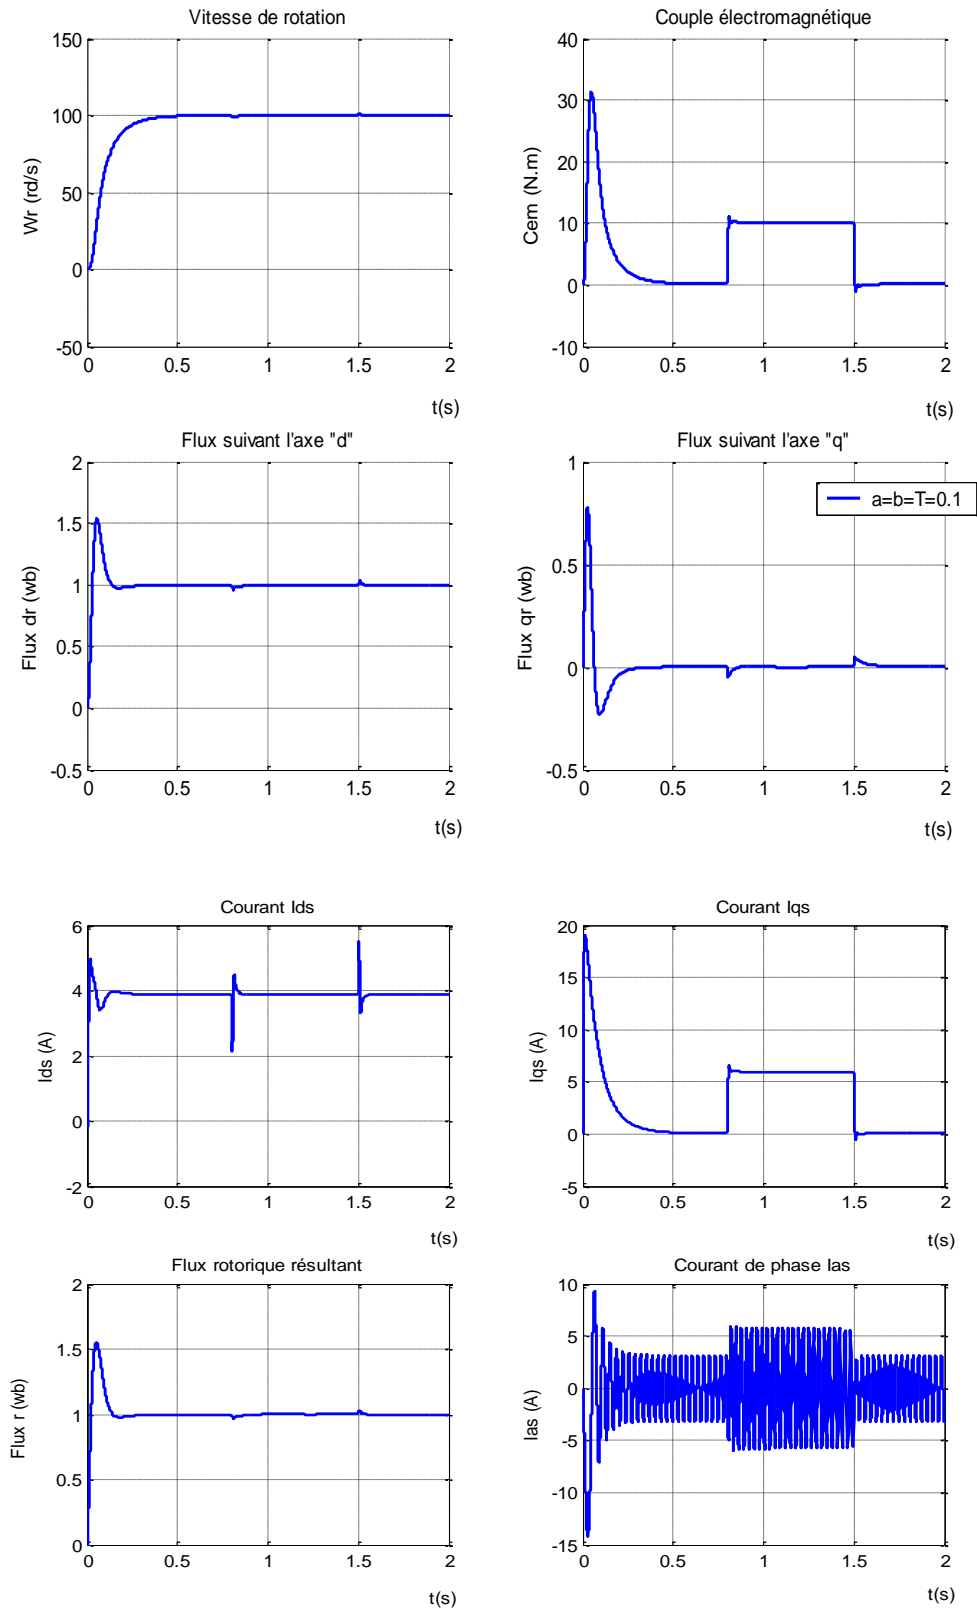 Vitesse de rotation
Couple électromagnétique
150
100
50
0
-50
Wr (rd/s)
0 0.5 1 1.5 2
t(s)
40
30
20
10
0
-10
Cem (N.m)
0 0.5 1 1.5 2
t(s)
Flux suivant l'axe "d"
Flux suivant l'axe "q"
2
1.5
1
0.5
0
-0.5
Flux dr (wb)
0 0.5 1 1.5 2
t(s)
1
0.5
0
-0.5
Flux qr (wb)
a=b=T=0.1
0 0.5 1 1.5 2
t(s)
Courant Ids
Courant Iqs
6
4
2
0
-2
Ids (A)
0 0.5 1 1.5 2
t(s)
20
15
10
5
0
-5
Iqs (A)
0 0.5 1 1.5 2
t(s)
Flux rotorique résultant
Courant de phase Ias
2
1.5
1
0.5
0
Flux r (wb)
0 0.5 1 1.5 2
t(s)
10
5
0
-5
-10
-15
Ias (A)
0 0.5 1 1.5 2
t(s)